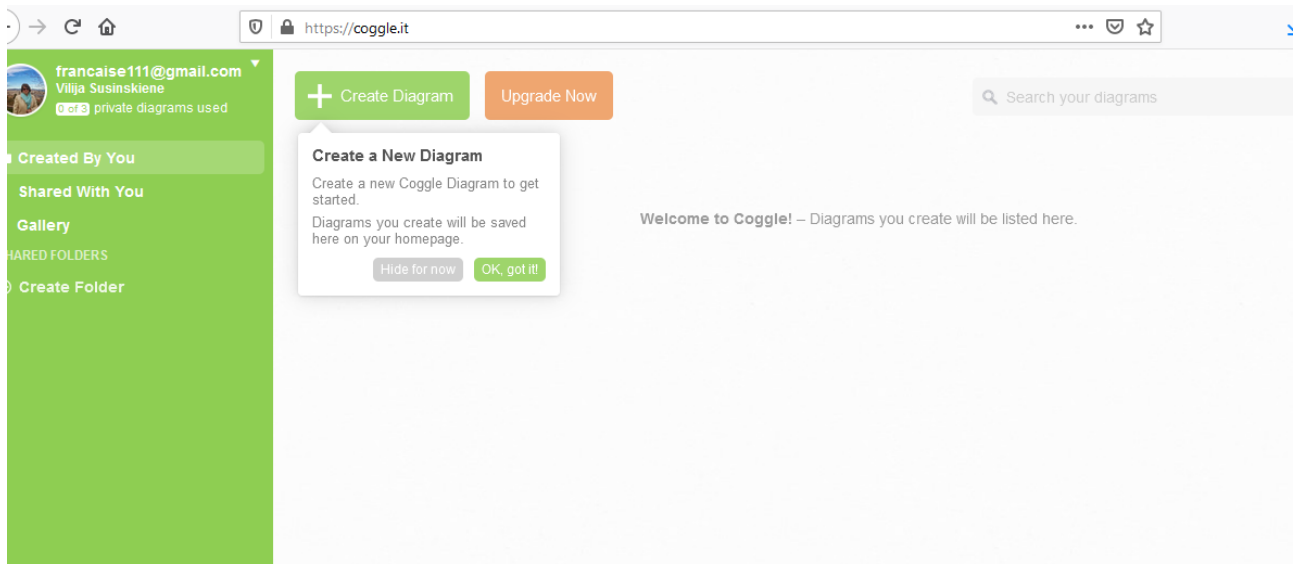 https://coggle.it
francaise111@gmail.com
Vilija Susinskiene
0 of 3 private diagrams used
Created By You
Shared With You
Gallery
HARED FOLDERS
Create Folder
Create Diagram
Upgrade Now
Search your diagrams
Create a New Diagram
Create a new Coggle Diagram to get
started.
Diagrams you create will be saved
here on your homepage.
Hide for now
OK, got it!
Welcome to Coggle! – Diagrams you create will be listed here.